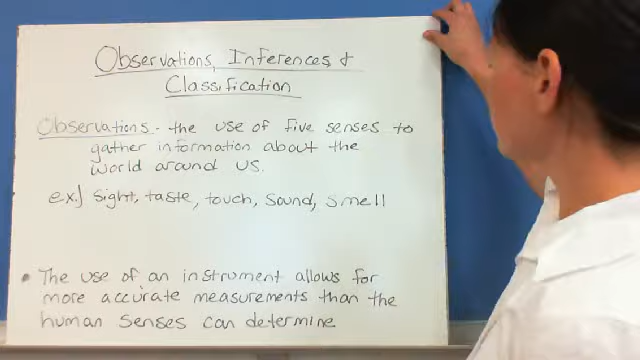 Observations, Inferences &
Classification
Observations - the use of five senses to
gather information about the
world around us.
ex.) sight, taste, touch, sound, smell
• The use of an instrument allows for
more accurate measurements than the
human senses can determine